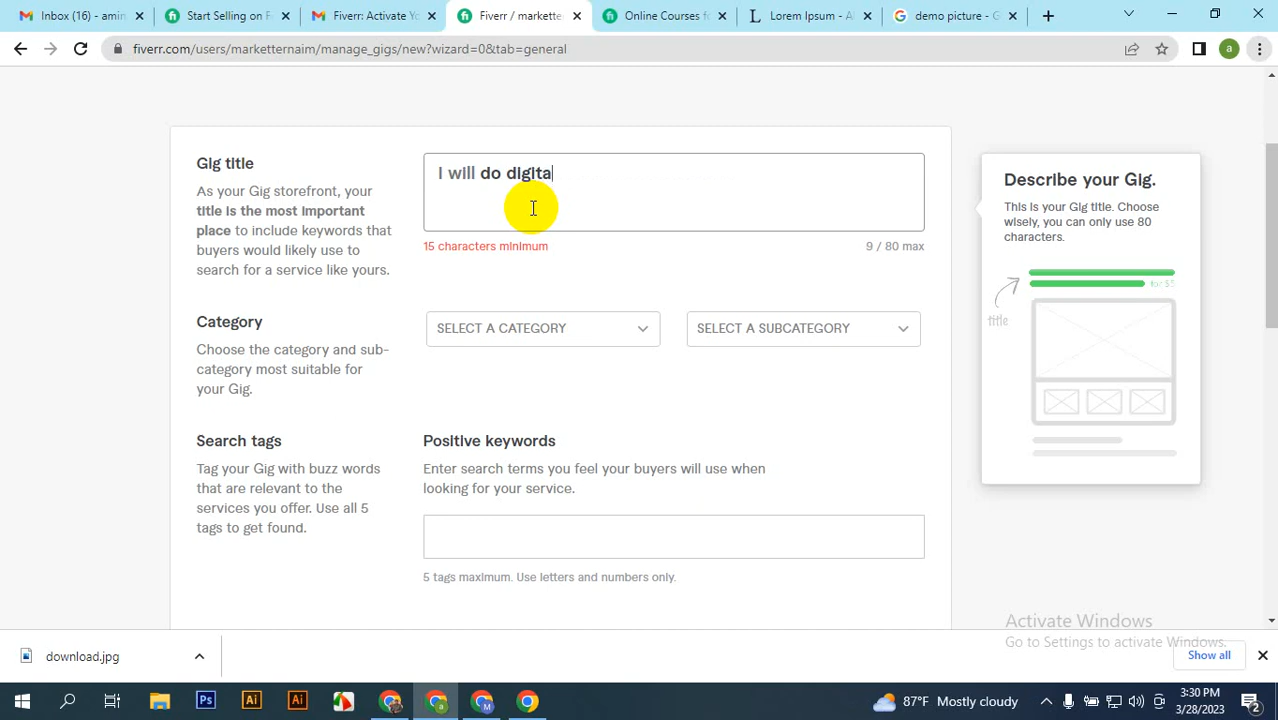 Inbox (16) - amin
Start Selling on F
Fiverr: Activate Yo
Fiverr / markette
Online Courses fo
Lorem Ipsum - Al
demo picture - G
fiverr.com/users/marketternaim/manage_gigs/new?wizard=0&tab=general
a
Gig title
I will do digita
As your Gig storefront, your
title is the most important
place to include keywords that
buyers would likely use to
search for a service like yours.
15 characters minimum
9 / 80 max
Describe your Gig.
This is your Gig title. Choose
wisely, you can only use 80
characters.
title
Category
SELECT A CATEGORY
SELECT A SUBCATEGORY
Choose the category and sub-
category most suitable for
your Gig.
Search tags
Positive keywords
Tag your Gig with buzz words
that are relevant to the
services you offer. Use all 5
tags to get found.
Enter search terms you feel your buyers will use when
looking for your service.
5 tags maximum. Use letters and numbers only.
Activate Windows
Go to Settings to activate Windows.
download.jpg
Show all
Ps
Ai
Ai
87°F Mostly cloudy
3:30 PM
3/28/2023
2